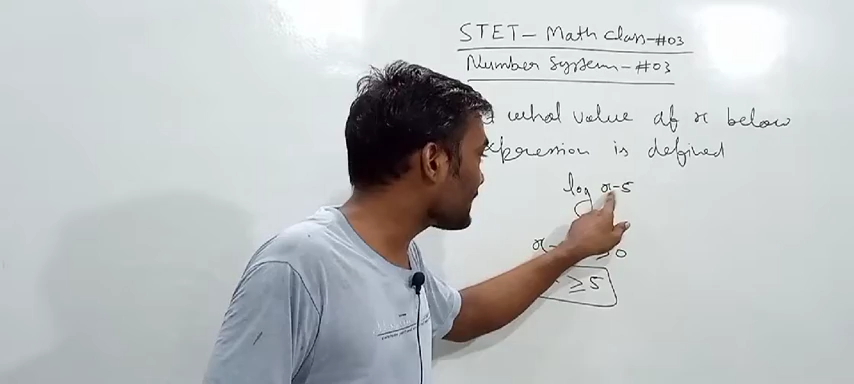 STET- Math Class-#03
Number System-#03
what value of x below
expression is defined
log x-5
x- ≥0
≥5